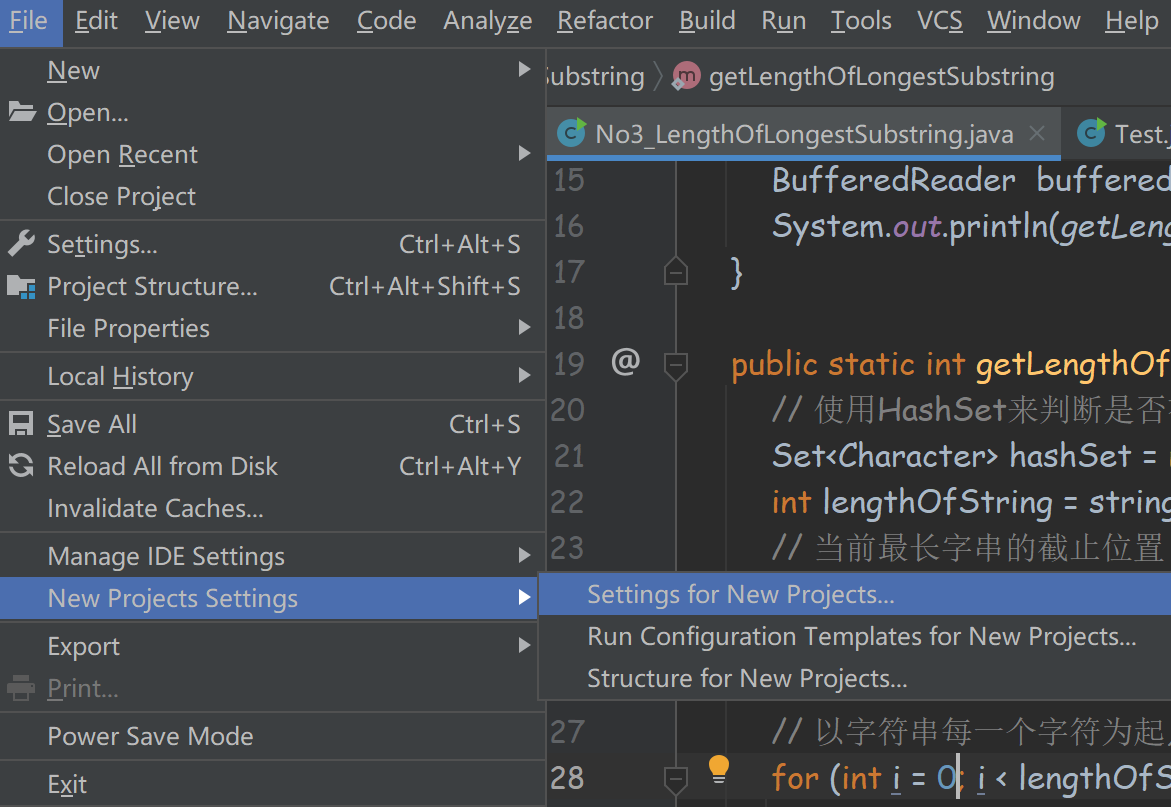 File Edit View Navigate Code Analyze Refactor Build Run Tools VCS Window Help
New
Open...
Open Recent
Close Project
Settings... Ctrl+Alt+S
Project Structure... Ctrl+Alt+Shift+S
File Properties
Local History
Save All Ctrl+S
Reload All from Disk Ctrl+Alt+Y
Invalidate Caches...
Manage IDE Settings
New Projects Settings
Export
Print...
Power Save Mode
Exit
Settings for New Projects...
Run Configuration Templates for New Projects...
Structure for New Projects...
Substring m getLengthOfLongestSubstring
C No3_LengthOfLongestSubstring.java C Test.
15 BufferedReader buffered
16 System.out.println(getLeng
17 }
18
19 @ public static int getLengthOf
20 // 使用HashSet来判断是否
21 Set<Character> hashSet =
22 int lengthOfString = string
23 // 当前最长字串的截止位置
27 // 以字符串每一个字符为起
28 for (int i = 0; i < lengthOfS